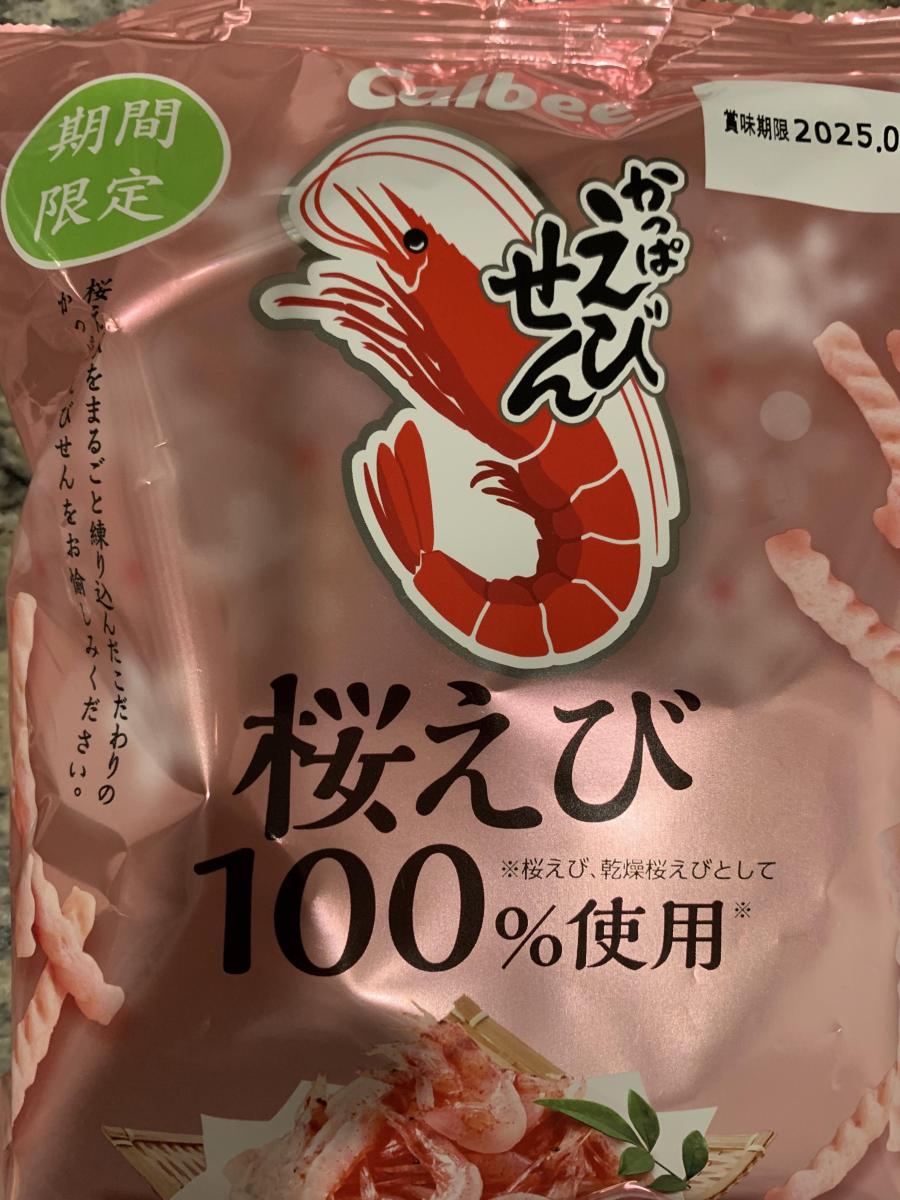 Calbee
期間
限定
賞味期限 2025.0
かっぱ
えび
せん
桜えびをまるごと練り込んだこだわりの
かっぱえびせんをお愉しみください。
桜えび
100%使用※
※桜えび、乾燥桜えびとして